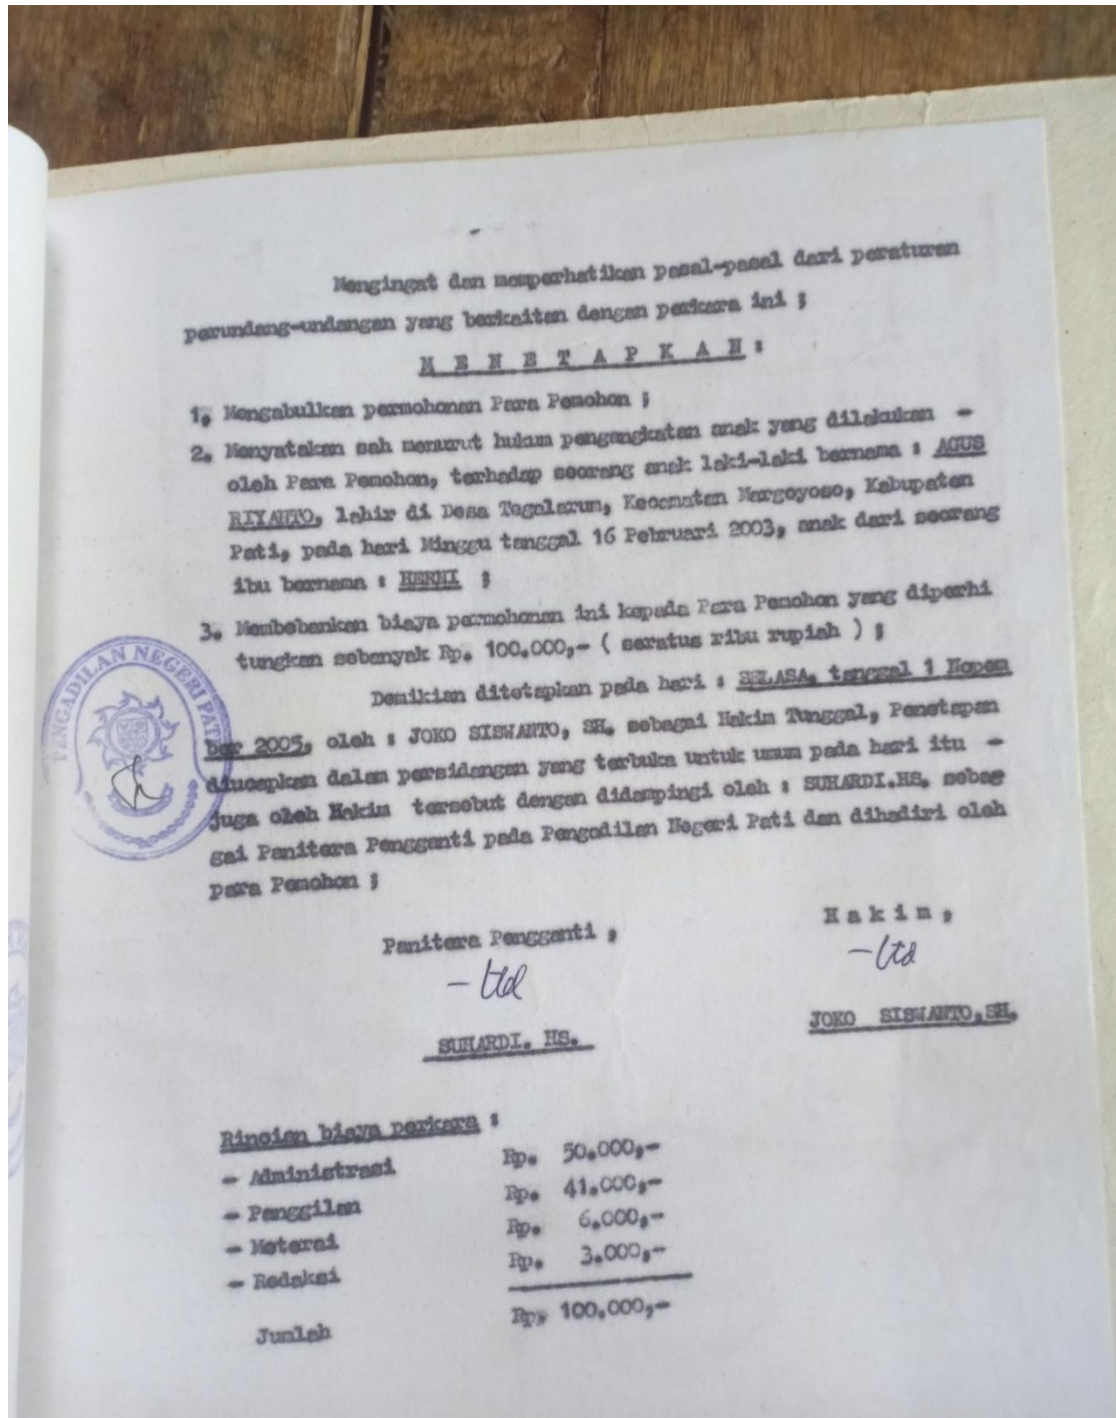 Mengingat dan memperhatikan pasal-pasal dari peraturan
perundang-undangan yang berkaitan dengan perkara ini ;
M E N E T A P K A N :
1. Mengabulkan permohonan Para Pemohon ;
2. Menyatakan sah menurut hukum pengangkatan anak yang dilakukan -
oleh Para Pemohon, terhadap seorang anak laki-laki bernama : AGUS
RIYANTO, lahir di Desa Tegalarum, Kecamatan Margoyoso, Kabupaten
Pati, pada hari Minggu tanggal 16 Pebruari 2003, anak dari seorang
ibu bernama : HERNI ;
3. Membebankan biaya permohonan ini kepada Para Pemohon yang diperhi
tungkan sebanyak Rp. 100.000,- ( seratus ribu rupiah ) ;
Demikian ditetapkan pada hari : SELASA, tanggal 1 Nopem
ber 2005, oleh : JOKO SISWANTO, SH. sebagai Hakim Tunggal, Penetapan
diucapkan dalam persidangan yang terbuka untuk umum pada hari itu -
juga oleh Hakim tersebut dengan didampingi oleh : SUHARDI.HS. sebag
gai Panitera Pengganti pada Pengadilan Negeri Pati dan dihadiri oleh
para Pemohon ;
PENGADILAN NEGERI PATI
Panitera Pengganti , H a k i m ,
- ttd - ttd
SUHARDI. HS. JOKO SISWANTO,SH.
Rincian biaya perkara :
- Administrasi Rp. 50.000,-
- Panggilan Rp. 41.000,-
- Meterai Rp. 6.000,-
- Redaksi Rp. 3.000,-
Jumlah Rp. 100.000,-